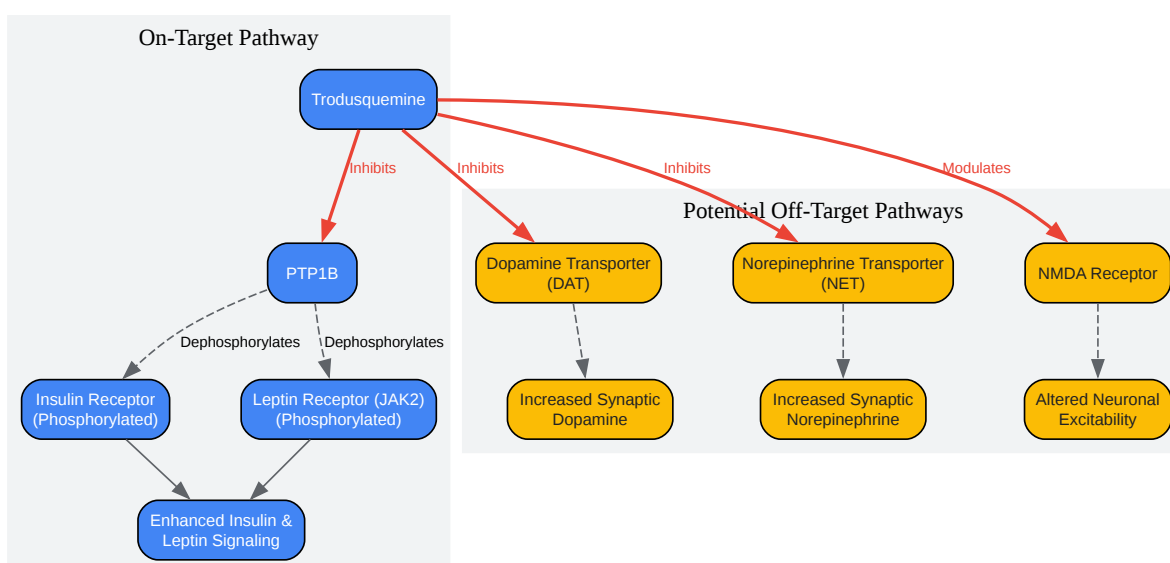 On-Target Pathway
Trodusquemine
Inhibits
Inhibits
Inhibits
Modulates
Potential Off-Target Pathways
PTP1B
Dopamine Transporter
(DAT)
Norepinephrine Transporter
(NET)
NMDA Receptor
Dephosphorylates
Dephosphorylates
Insulin Receptor
(Phosphorylated)
Leptin Receptor (JAK2)
(Phosphorylated)
Increased Synaptic
Dopamine
Increased Synaptic
Norepinephrine
Altered Neuronal
Excitability
Enhanced Insulin &
Leptin Signaling